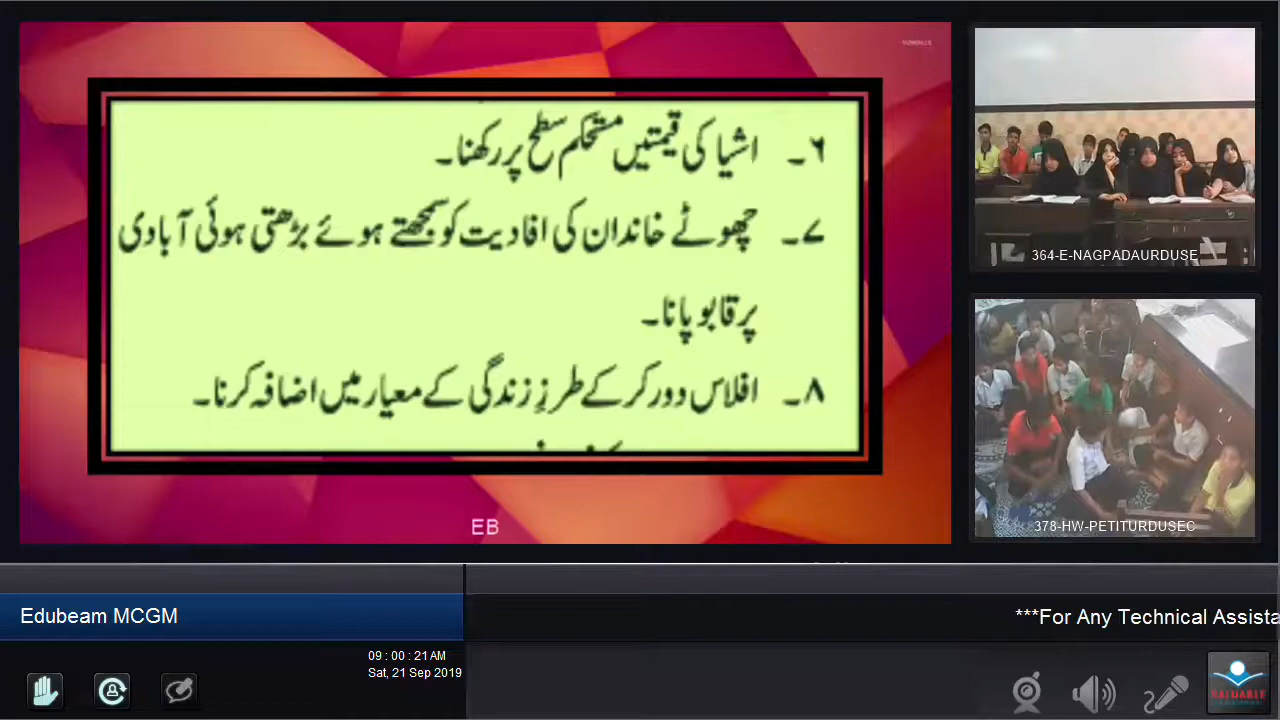 ۶۔ اشیا کی قیمتیں مستحکم سطح پر رکھنا۔
۷۔ چھوٹے خاندان کی افادیت کو سمجھتے ہوئے بڑھتی ہوئی آبادی
پر قابو پانا۔
۸۔ افلاس دور کر کے طرزِ زندگی کے معیار میں اضافہ کرنا۔
EB
364-E-NAGPADAURDUSE
378-HW-PETITURDUSEC
Edubeam MCGM
***For Any Technical Assista
09 : 00 : 21 AM
Sat, 21 Sep 2019
VALUABLE